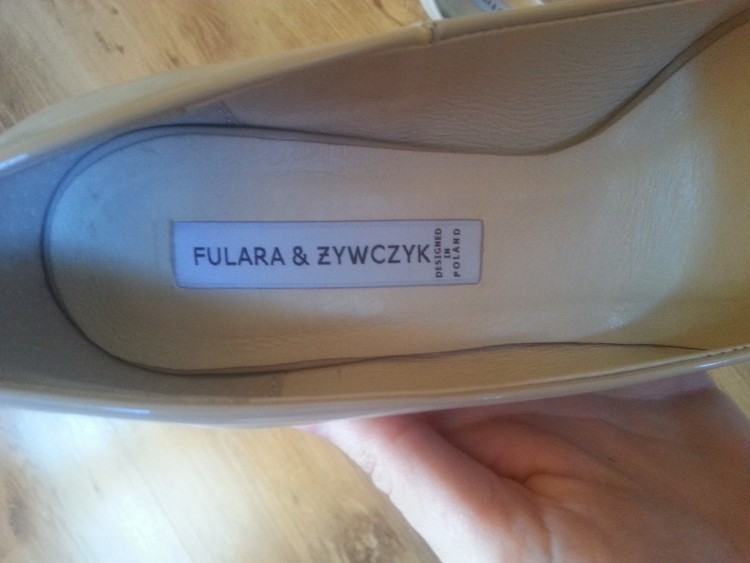 FULARA & ŻYWCZYK
DESIGNED
IN
POLAND